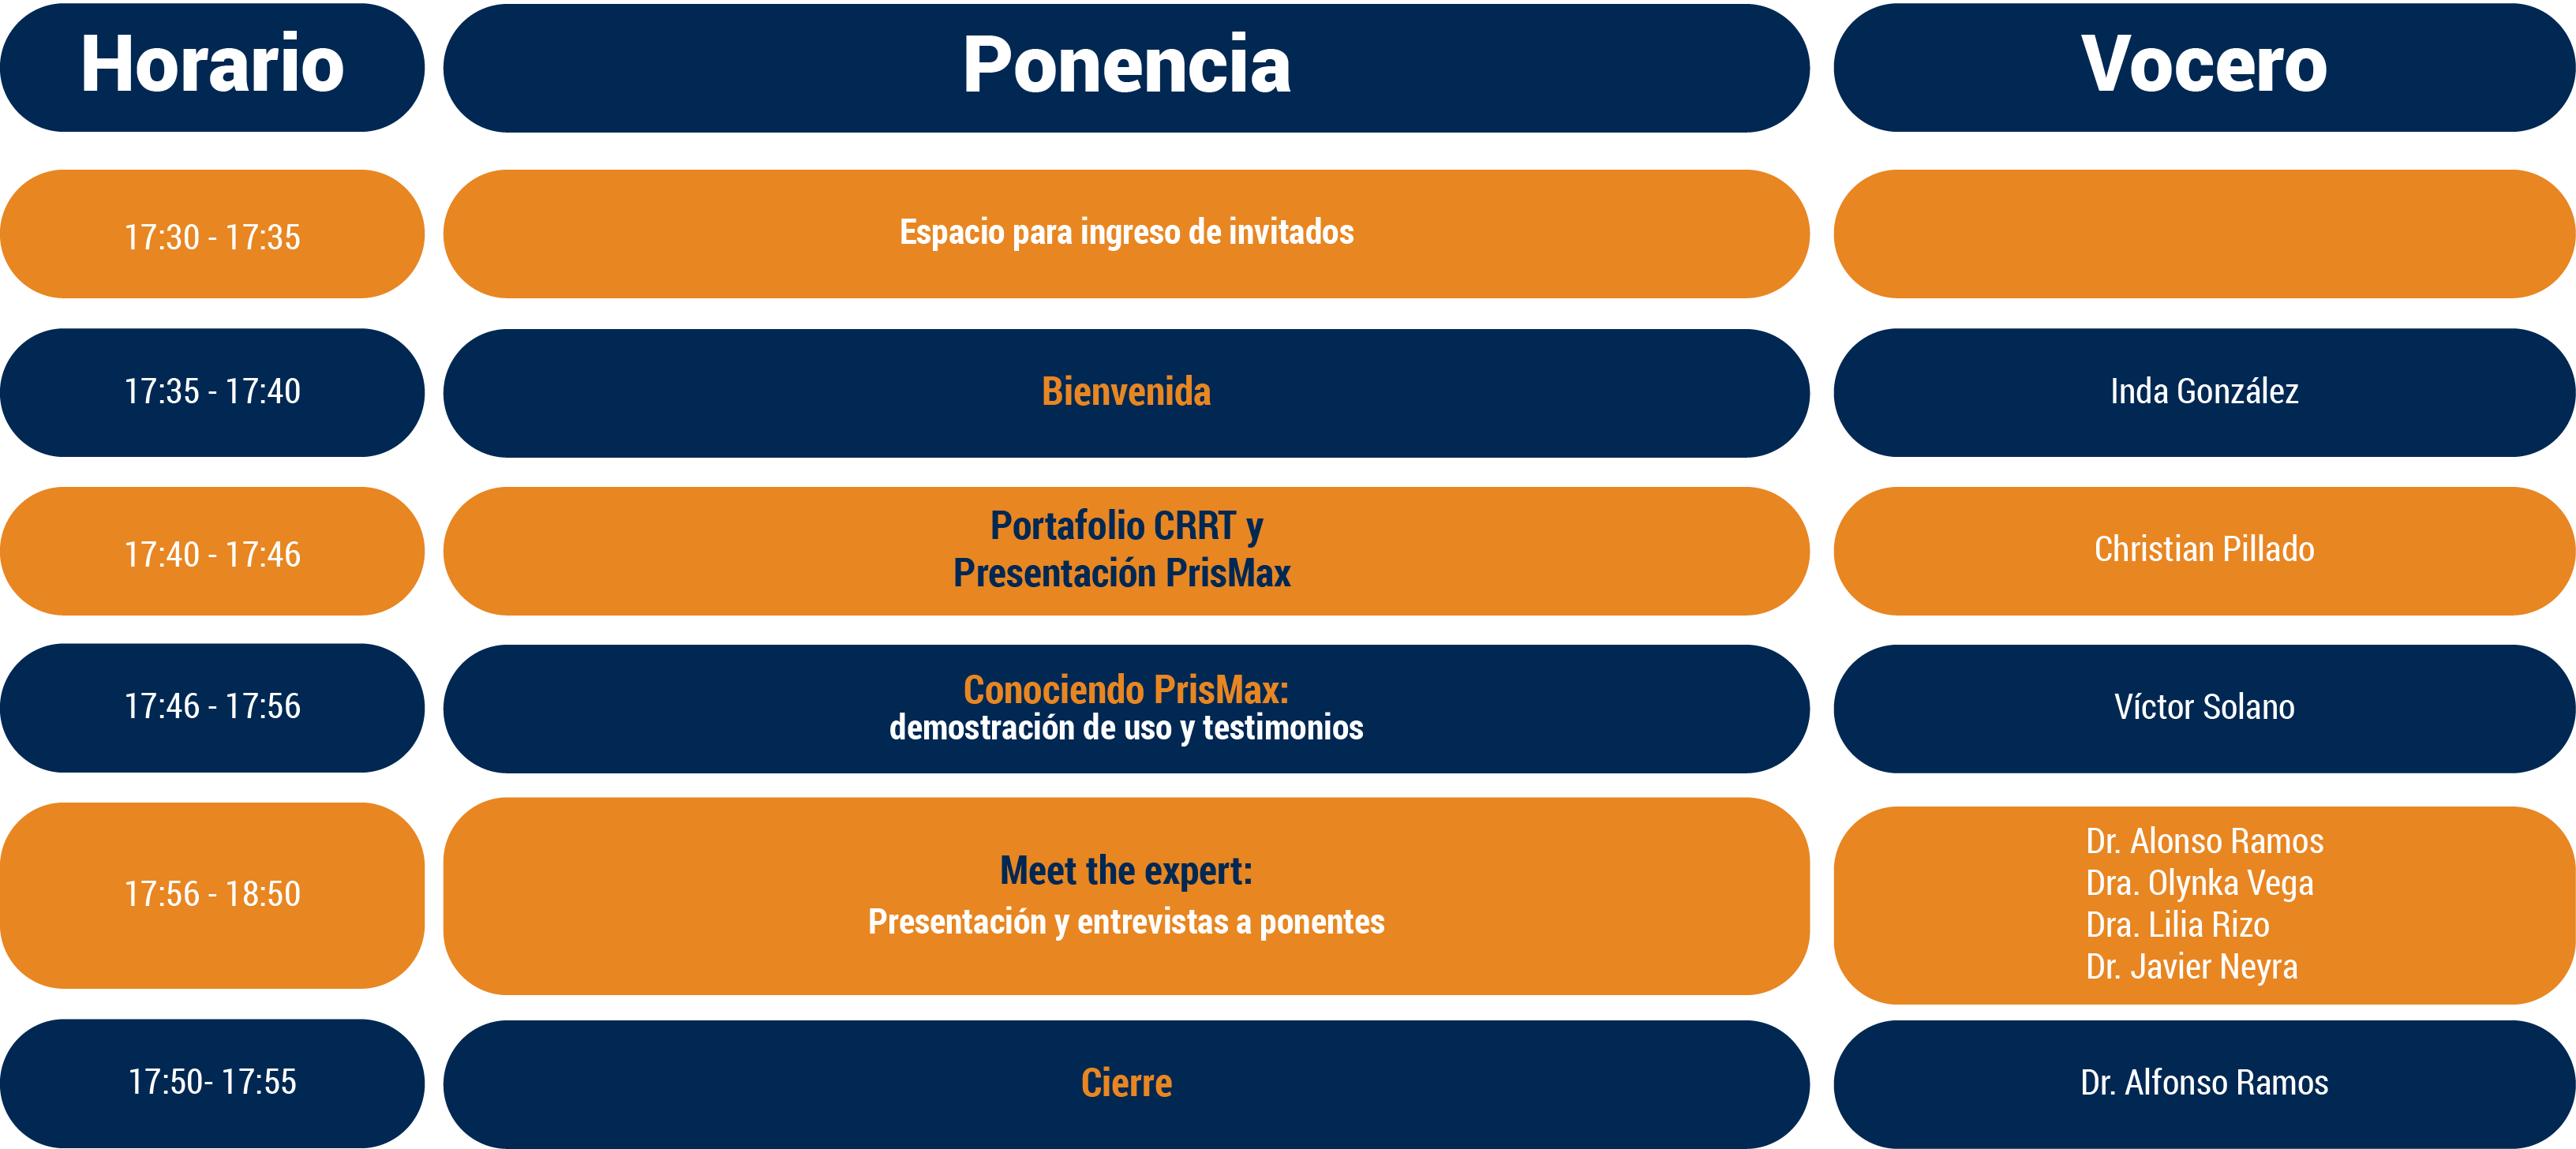 Horario Ponencia Vocero
17:30 - 17:35 Espacio para ingreso de invitados
17:35 - 17:40 Bienvenida Inda González
17:40 - 17:46 Portafolio CRRT y
Presentación PrisMax Christian Pillado
17:46 - 17:56 Conociendo PrisMax:
demostración de uso y testimonios Víctor Solano
17:56 - 18:50 Meet the expert:
Presentación y entrevistas a ponentes
Dr. Alonso Ramos
Dra. Olynka Vega
Dra. Lilia Rizo
Dr. Javier Neyra
17:50- 17:55 Cierre Dr. Alfonso Ramos